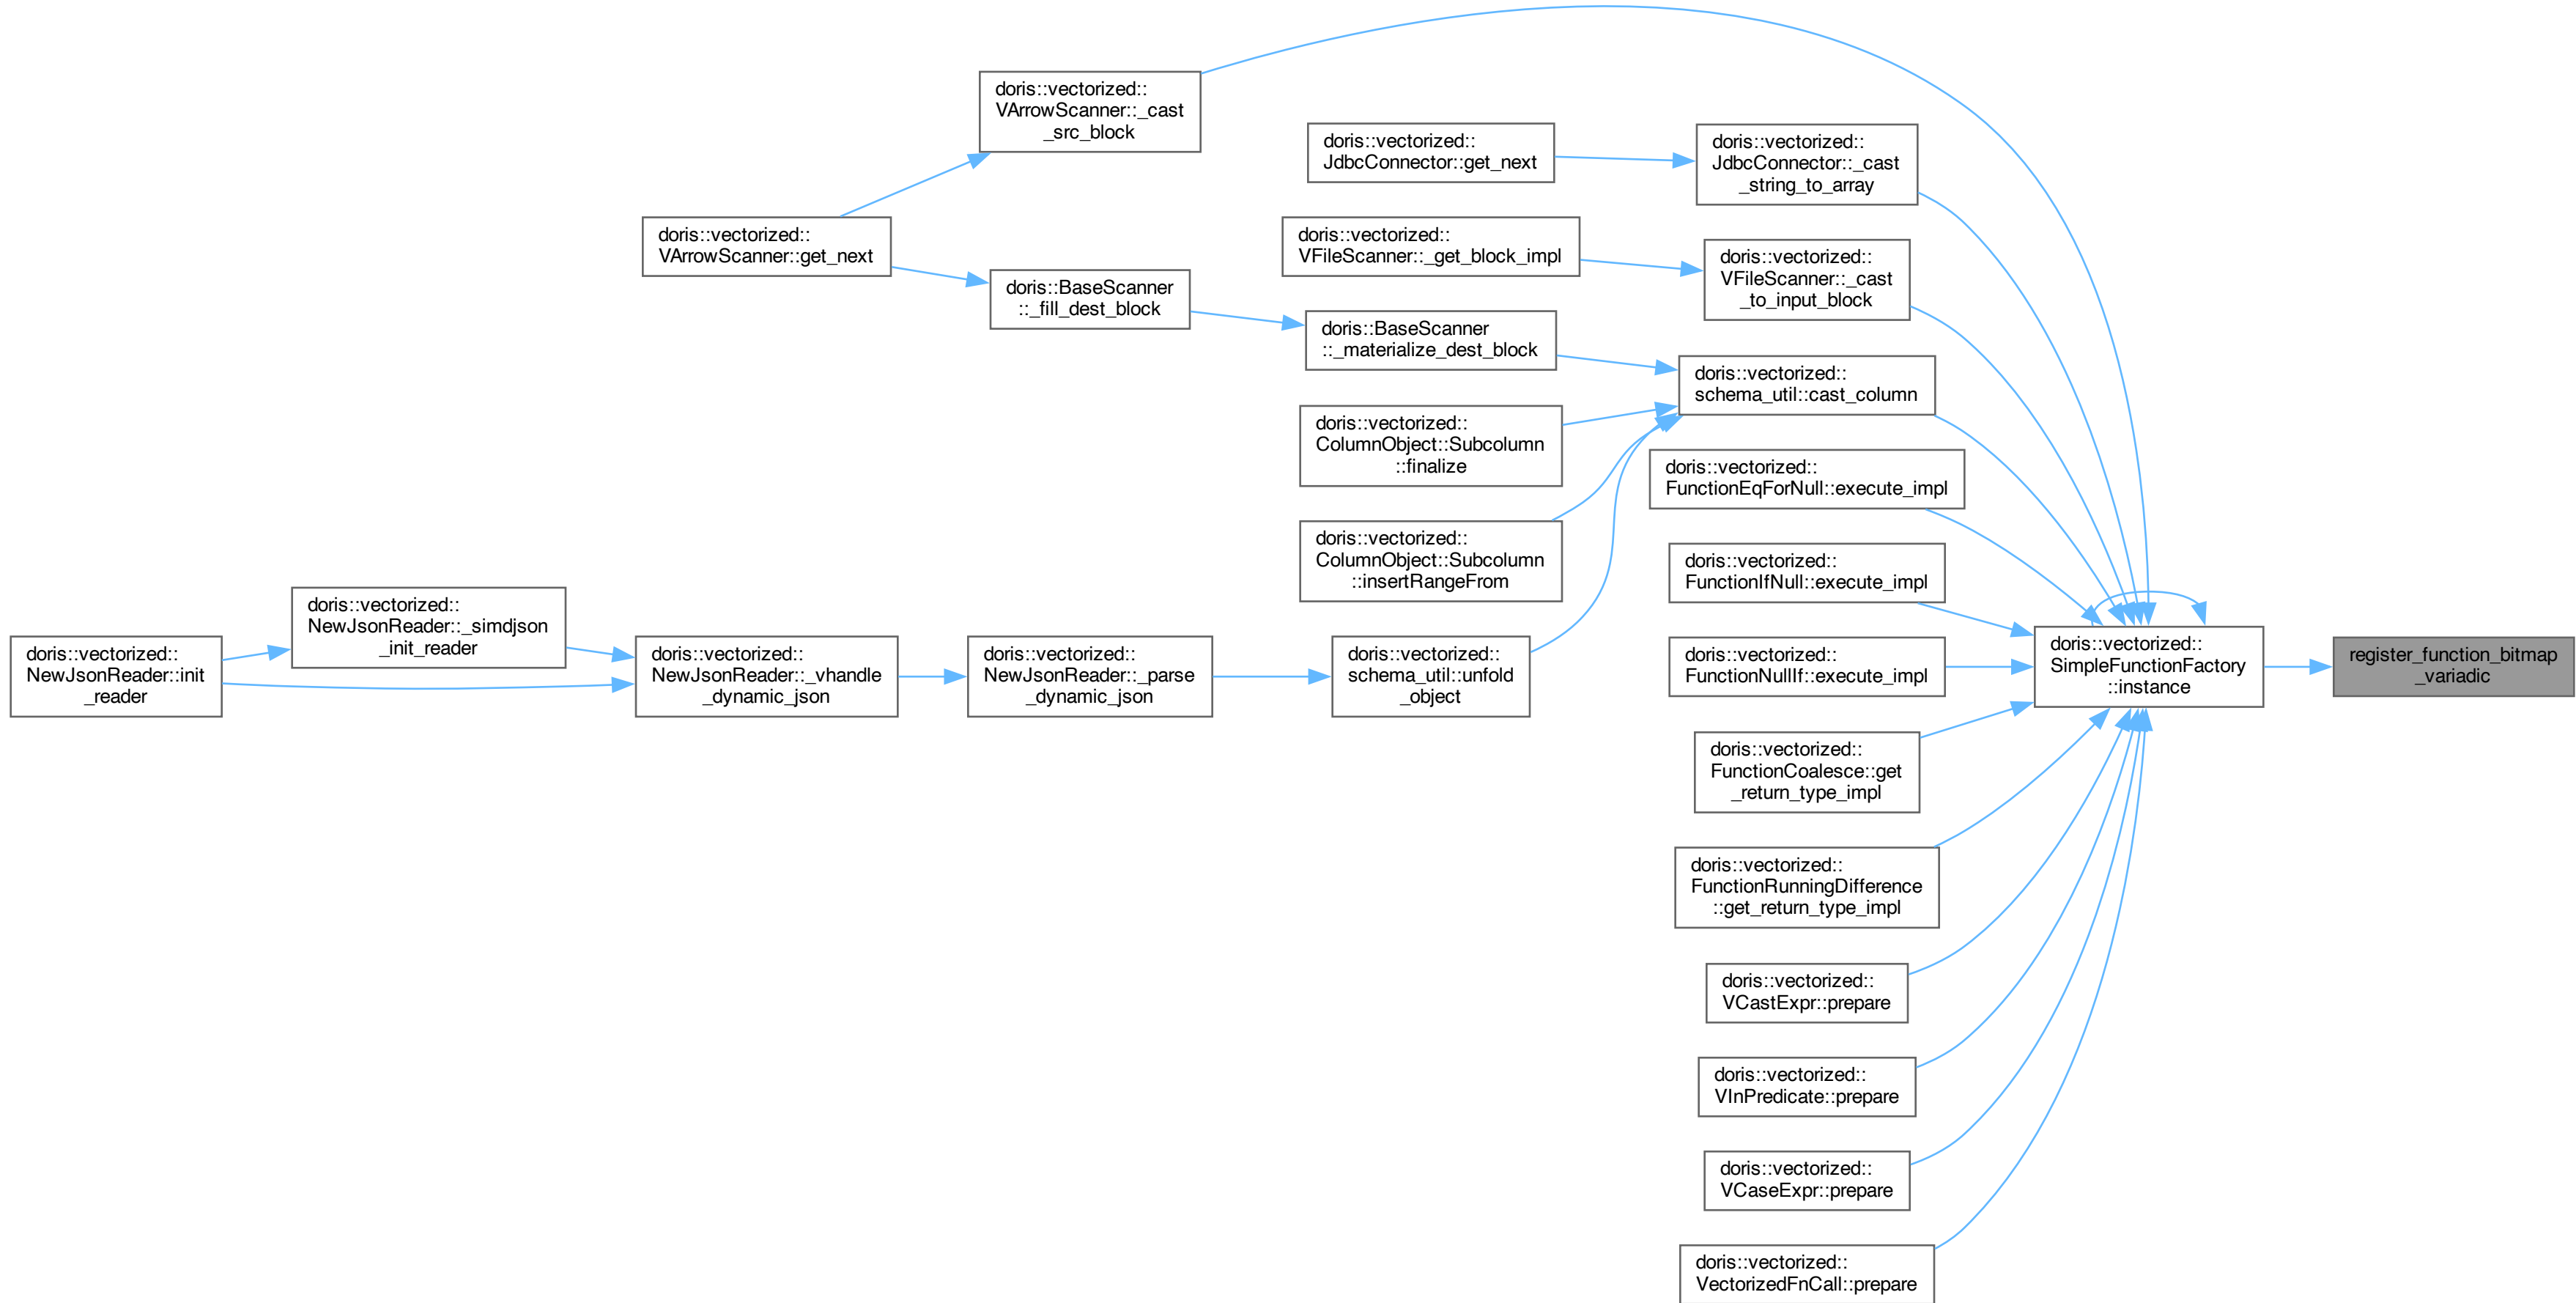 doris::vectorized::
VArrowScanner::_cast
_src_block
doris::vectorized::
JdbcConnector::get_next
doris::vectorized::
JdbcConnector::_cast
_string_to_array
doris::vectorized::
VArrowScanner::get_next
doris::vectorized::
VFileScanner::_get_block_impl
doris::vectorized::
VFileScanner::_cast
_to_input_block
doris::BaseScanner
::_fill_dest_block
doris::BaseScanner
::_materialize_dest_block
doris::vectorized::
schema_util::cast_column
doris::vectorized::
ColumnObject::Subcolumn
::finalize
doris::vectorized::
FunctionEqForNull::execute_impl
doris::vectorized::
ColumnObject::Subcolumn
::insertRangeFrom
doris::vectorized::
FunctionIfNull::execute_impl
doris::vectorized::
NewJsonReader::init
_reader
doris::vectorized::
NewJsonReader::_simdjson
_init_reader
doris::vectorized::
NewJsonReader::_vhandle
_dynamic_json
doris::vectorized::
NewJsonReader::_parse
_dynamic_json
doris::vectorized::
schema_util::unfold
_object
doris::vectorized::
FunctionNullIf::execute_impl
doris::vectorized::
SimpleFunctionFactory
::instance
register_function_bitmap
_variadic
doris::vectorized::
FunctionCoalesce::get
_return_type_impl
doris::vectorized::
FunctionRunningDifference
::get_return_type_impl
doris::vectorized::
VCastExpr::prepare
doris::vectorized::
VInPredicate::prepare
doris::vectorized::
VCaseExpr::prepare
doris::vectorized::
VectorizedFnCall::prepare